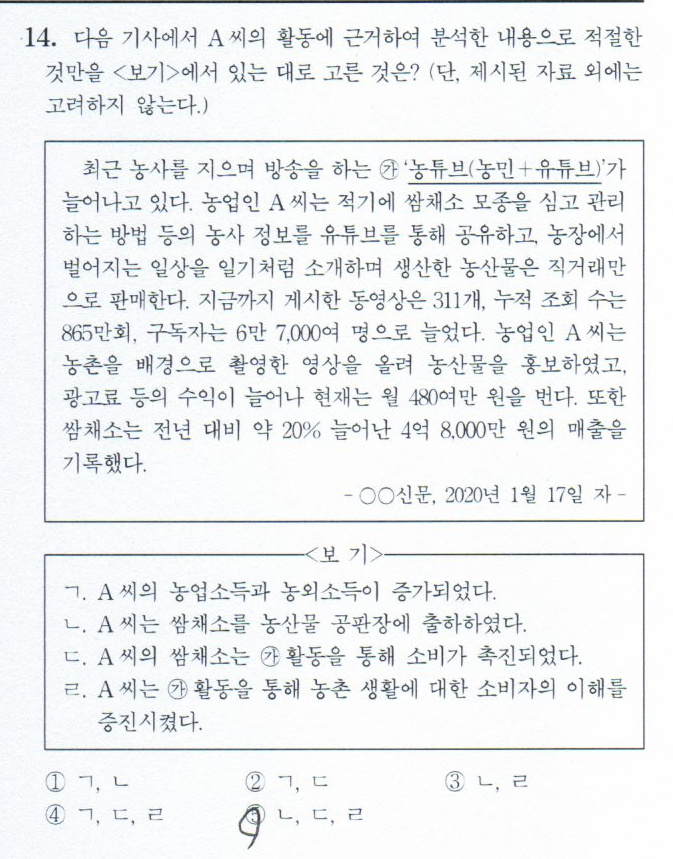 14. 다음 기사에서 A 씨의 활동에 근거하여 분석한 내용으로 적절한
것만을 <보기>에서 있는 대로 고른 것은? (단, 제시된 자료 외에는
고려하지 않는다.)
최근 농사를 지으며 방송을 하는 ㉮ '농튜브(농민+유튜브)'가
늘어나고 있다. 농업인 A 씨는 적기에 쌈채소 모종을 심고 관리
하는 방법 등의 농사 정보를 유튜브를 통해 공유하고, 농장에서
벌어지는 일상을 일기처럼 소개하며 생산한 농산물은 직거래만
으로 판매한다. 지금까지 게시한 동영상은 311개, 누적 조회 수는
865만회, 구독자는 6만 7,000여 명으로 늘었다. 농업인 A 씨는
농촌을 배경으로 촬영한 영상을 올려 농산물을 홍보하였고,
광고료 등의 수익이 늘어나 현재는 월 480여만 원을 번다. 또한
쌈채소는 전년 대비 약 20% 늘어난 4억 8,000만 원의 매출을
기록했다.
- ○○신문, 2020년 1월 17일 자 -
<보 기>
ㄱ. A 씨의 농업소득과 농외소득이 증가되었다.
ㄴ. A 씨는 쌈채소를 농산물 공판장에 출하하였다.
ㄷ. A 씨의 쌈채소는 ㉮ 활동을 통해 소비가 촉진되었다.
ㄹ. A 씨는 ㉮ 활동을 통해 농촌 생활에 대한 소비자의 이해를
증진시켰다.
① ㄱ, ㄴ ② ㄱ, ㄷ ③ ㄴ, ㄹ
④ ㄱ, ㄷ, ㄹ ⑤ ㄴ, ㄷ, ㄹ